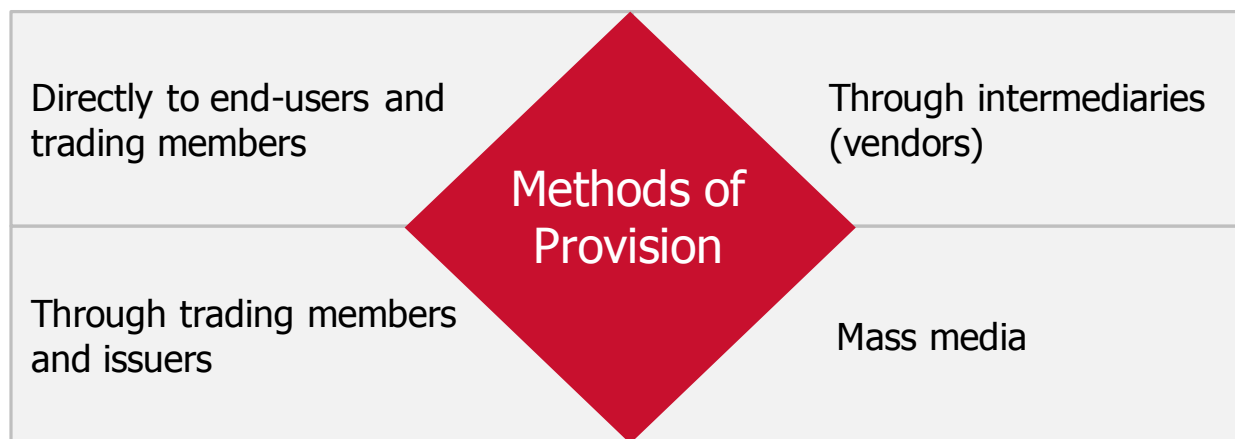 Directly to end-users and
trading members
Through intermediaries
(vendors)
Methods of
Provision
Through trading members
and issuers
Mass media